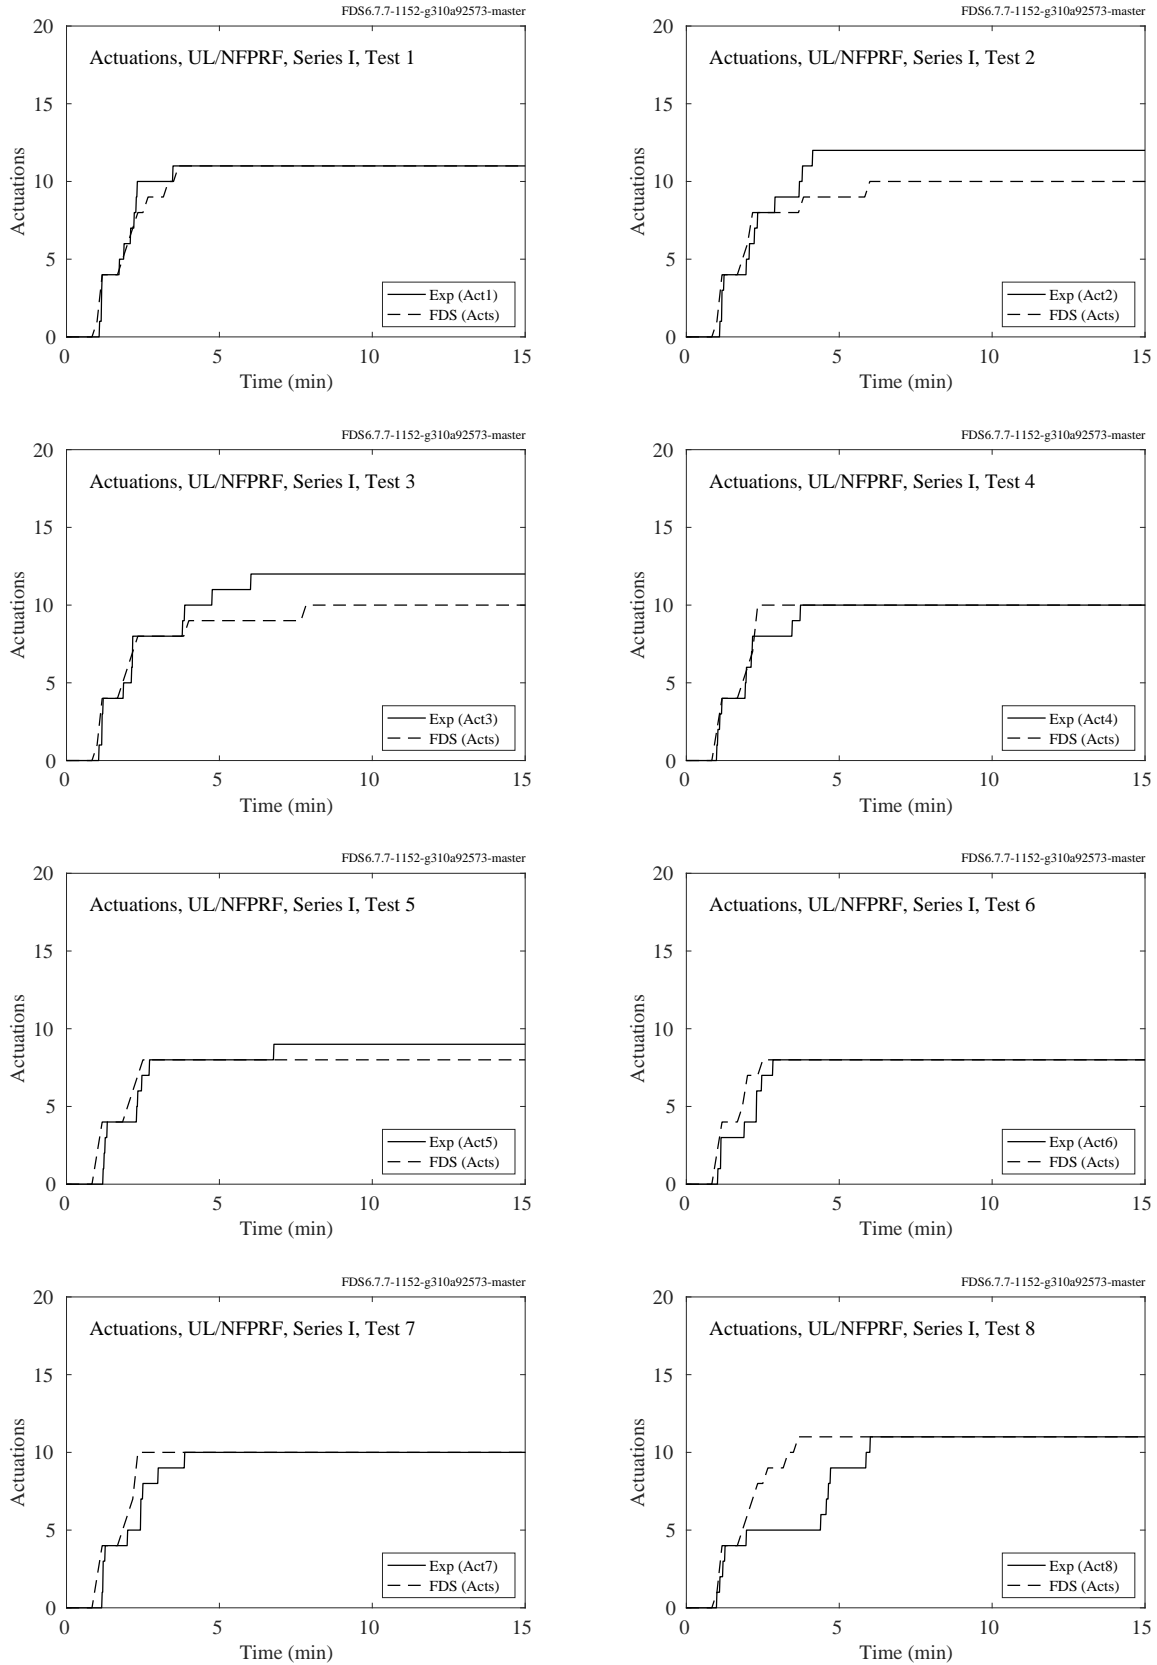 FDS6.7.7-1152-g310a92573-master
Actuations, UL/NFPRF, Series I, Test 1
20
15
10
5
0
Actuations
0 5 10 15
Time (min)
Exp (Act1)
FDS (Acts)
FDS6.7.7-1152-g310a92573-master
Actuations, UL/NFPRF, Series I, Test 2
20
15
10
5
0
Actuations
0 5 10 15
Time (min)
Exp (Act2)
FDS (Acts)
FDS6.7.7-1152-g310a92573-master
Actuations, UL/NFPRF, Series I, Test 3
20
15
10
5
0
Actuations
0 5 10 15
Time (min)
Exp (Act3)
FDS (Acts)
FDS6.7.7-1152-g310a92573-master
Actuations, UL/NFPRF, Series I, Test 4
20
15
10
5
0
Actuations
0 5 10 15
Time (min)
Exp (Act4)
FDS (Acts)
FDS6.7.7-1152-g310a92573-master
Actuations, UL/NFPRF, Series I, Test 5
20
15
10
5
0
Actuations
0 5 10 15
Time (min)
Exp (Act5)
FDS (Acts)
FDS6.7.7-1152-g310a92573-master
Actuations, UL/NFPRF, Series I, Test 6
20
15
10
5
0
Actuations
0 5 10 15
Time (min)
Exp (Act6)
FDS (Acts)
FDS6.7.7-1152-g310a92573-master
Actuations, UL/NFPRF, Series I, Test 7
20
15
10
5
0
Actuations
0 5 10 15
Time (min)
Exp (Act7)
FDS (Acts)
FDS6.7.7-1152-g310a92573-master
Actuations, UL/NFPRF, Series I, Test 8
20
15
10
5
0
Actuations
0 5 10 15
Time (min)
Exp (Act8)
FDS (Acts)